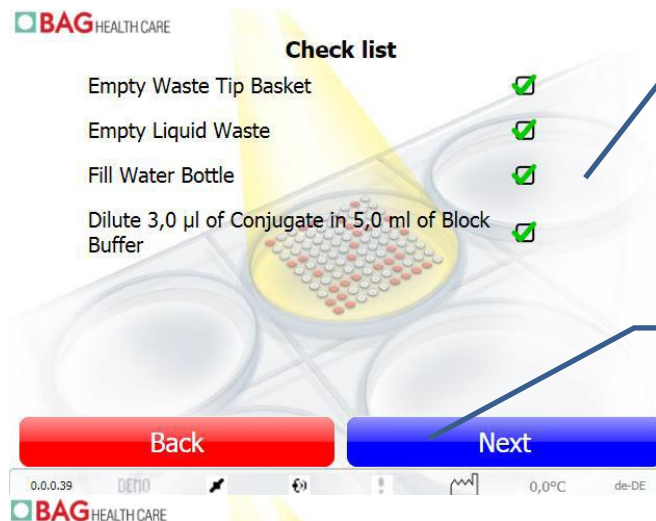 BAG HEALTH CARE
Check list
Empty Waste Tip Basket
Empty Liquid Waste
Fill Water Bottle
Dilute 3,0 µl of Conjugate in 5,0 ml of Block
Buffer
Back Next
0.0.0.39 DEMO 0,0°C de-DE
BAG HEALTH CARE